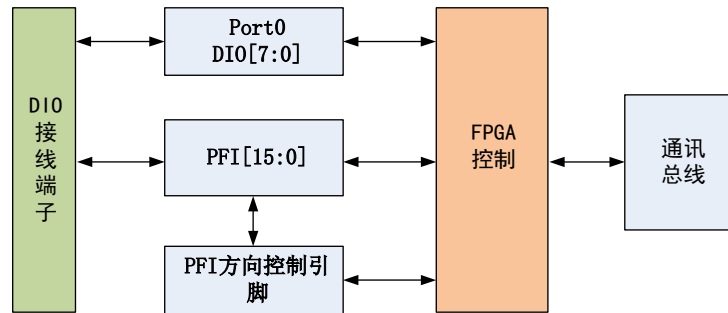 DIO
接
线
端
子
Port0
DIO[7:0]
PFI[15:0]
PFI方向控制引
脚
FPGA
控制
通讯
总线